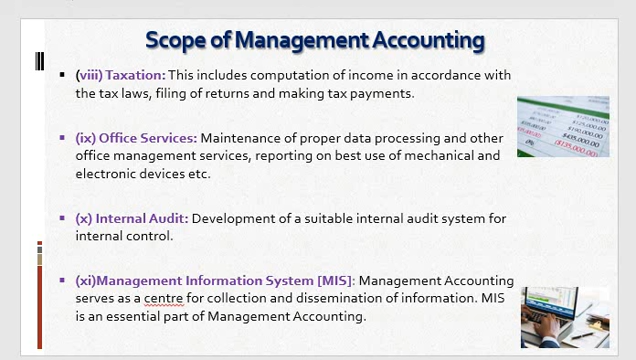 Scope of Management Accounting
(viii) Taxation: This includes computation of income in accordance with
the tax laws, filing of returns and making tax payments.
(ix) Office Services: Maintenance of proper data processing and other
office management services, reporting on best use of mechanical and
electronic devices etc.
(x) Internal Audit: Development of a suitable internal audit system for
internal control.
(xi)Management Information System [MIS]: Management Accounting
serves as a centre for collection and dissemination of information. MIS
is an essential part of Management Accounting.